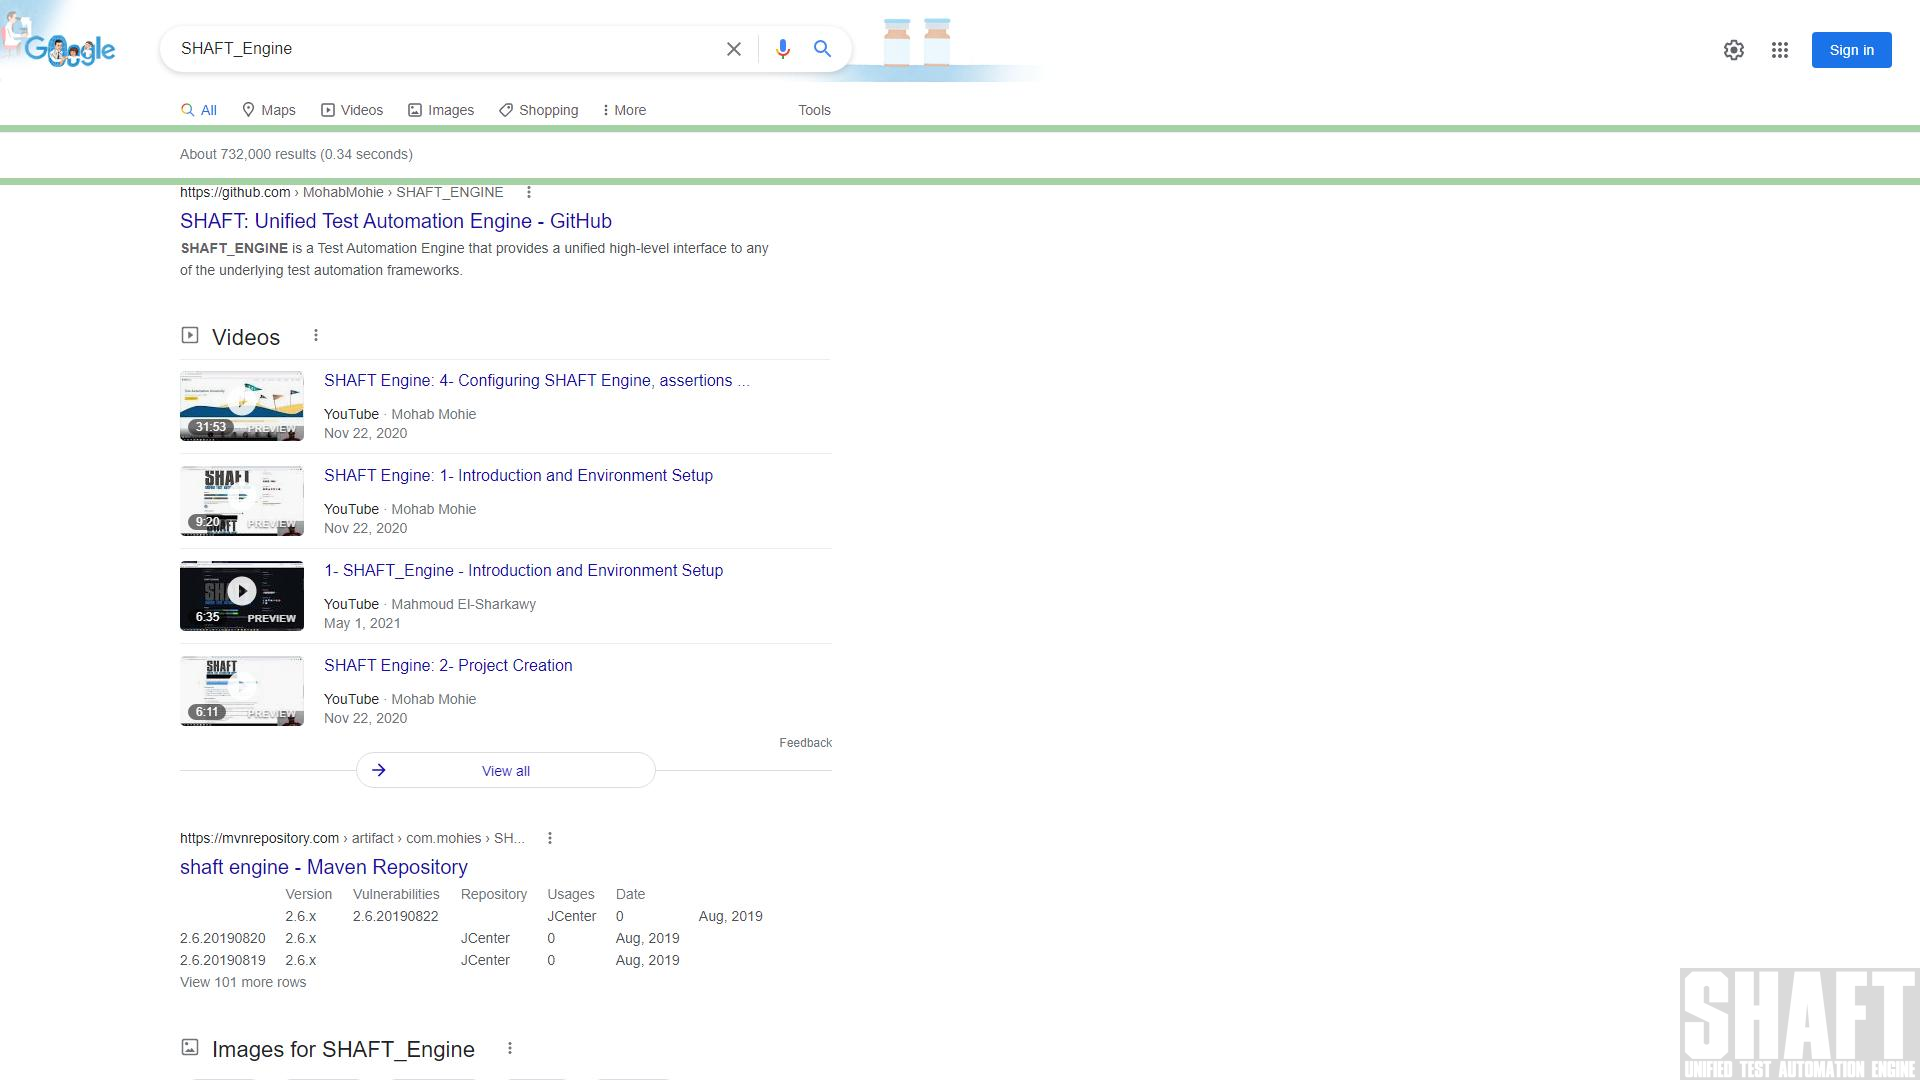 Google
SHAFT_Engine
Sign in
All
Maps
Videos
Images
Shopping
More
Tools
About 732,000 results (0.34 seconds)
https://github.com › MohabMohie › SHAFT_ENGINE
SHAFT: Unified Test Automation Engine - GitHub
SHAFT_ENGINE is a Test Automation Engine that provides a unified high-level interface to any
of the underlying test automation frameworks.
Videos
SHAFT Engine: 4- Configuring SHAFT Engine, assertions ...
YouTube · Mohab Mohie
Nov 22, 2020
31:53 PREVIEW
SHAFT Engine: 1- Introduction and Environment Setup
YouTube · Mohab Mohie
Nov 22, 2020
SHAFT
9:20 PREVIEW
1- SHAFT_Engine - Introduction and Environment Setup
YouTube · Mahmoud El-Sharkawy
May 1, 2021
6:35 PREVIEW
SHAFT Engine: 2- Project Creation
YouTube · Mohab Mohie
Nov 22, 2020
SHAFT
6:11 PREVIEW
Feedback
View all
https://mvnrepository.com › artifact › com.mohies › SH...
shaft engine - Maven Repository
Version Vulnerabilities Repository Usages Date
2.6.x 2.6.20190822 JCenter 0 Aug, 2019
2.6.20190820 2.6.x JCenter 0 Aug, 2019
2.6.20190819 2.6.x JCenter 0 Aug, 2019
View 101 more rows
Images for SHAFT_Engine
SHAFT
UNIFIED TEST AUTOMATION ENGINE